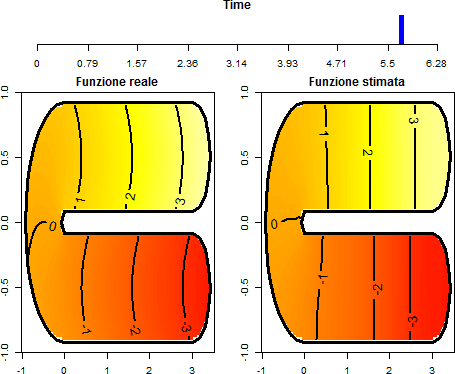 Time
0 0.79 1.57 2.36 3.14 3.93 4.71 5.5 6.28
Funzione reale Funzione stimata
1.0 1.0
1 2 3 1 2 3
0.5 0.5
0.0 0 0.0 0
-0.5 -1 -2 -3 -0.5 -1 -2 -3
-1.0 -1.0
-1 0 1 2 3 -1 0 1 2 3